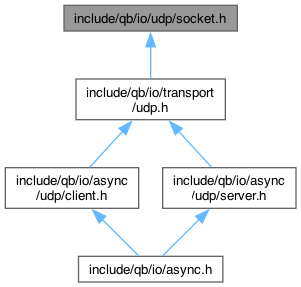 include/qb/io/udp/socket.h
include/qb/io/transport
/udp.h
include/qb/io/async
/udp/client.h
include/qb/io/async
/udp/server.h
include/qb/io/async.h